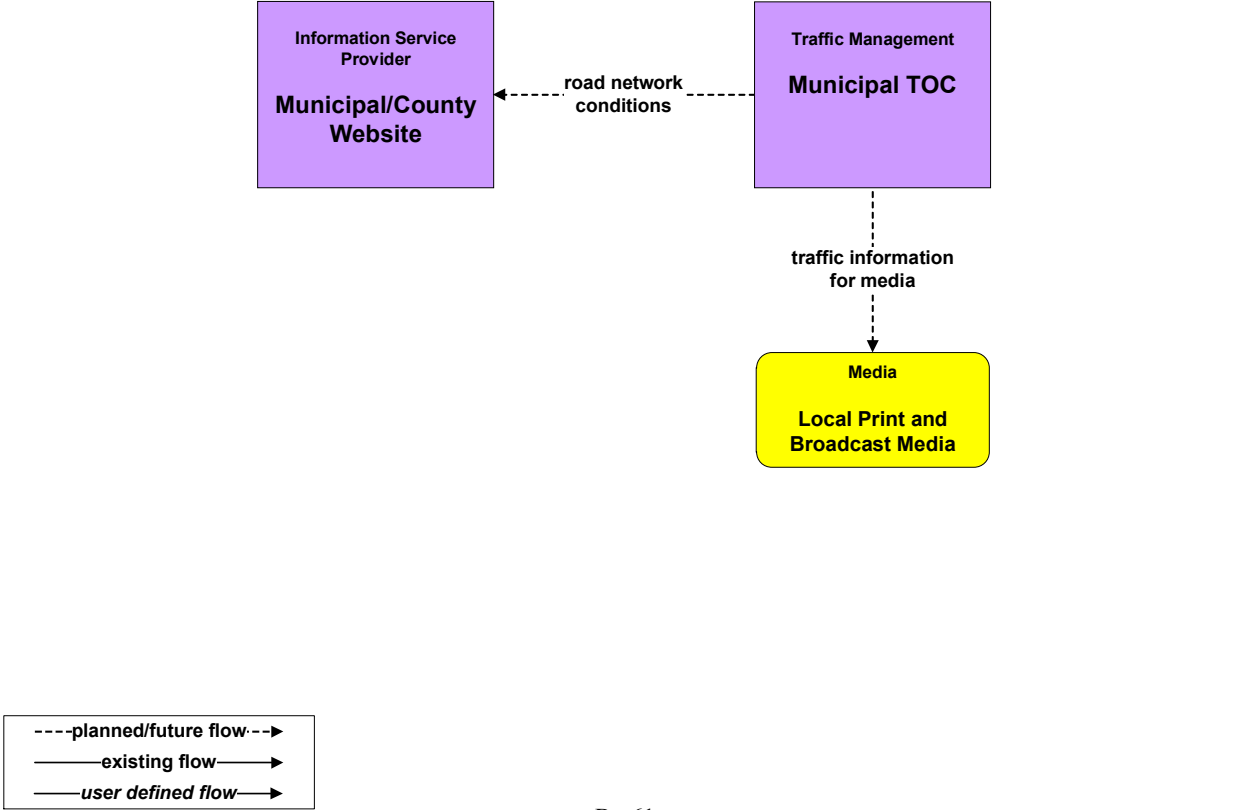 Information Service
Provider
Municipal/County
Website
road network
conditions
Traffic Management
Municipal TOC
traffic information
for media
Media
Local Print and
Broadcast Media
planned/future flow
existing flow
user defined flow